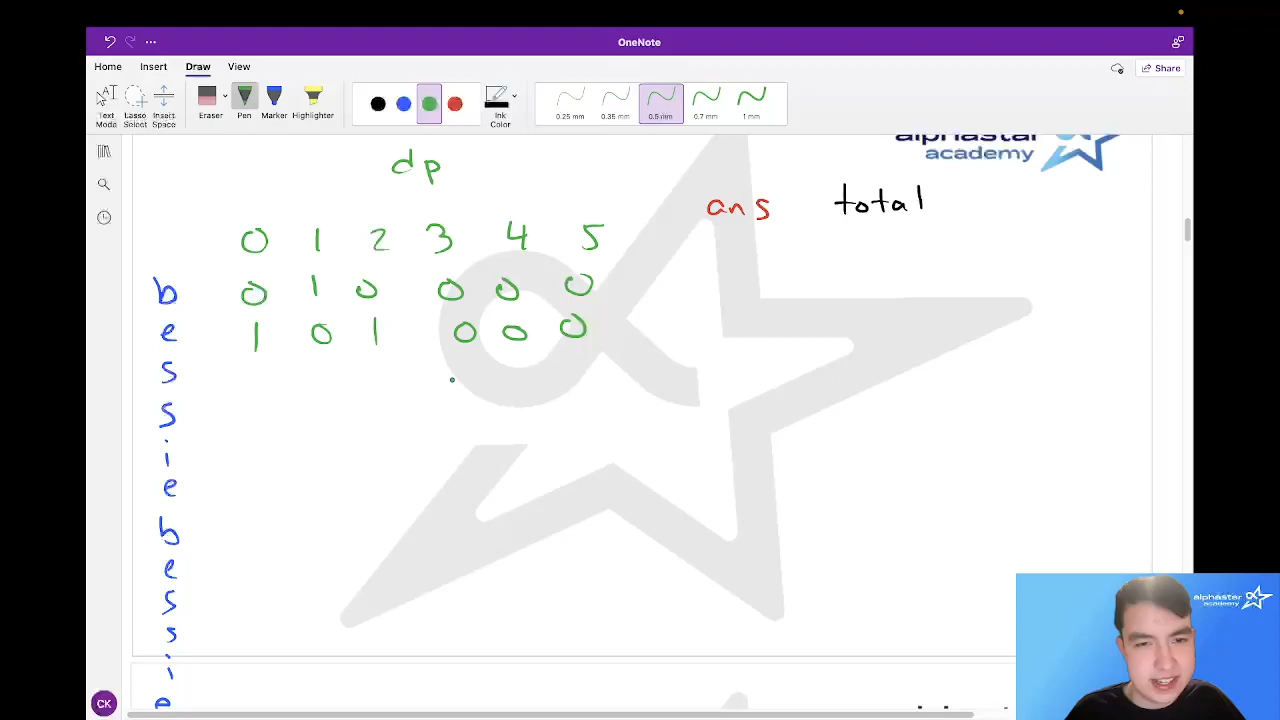 OneNote
Home Insert Draw View
Share
Text Mode
Lasso Select
Insert Space
Eraser
Pen
Marker
Highlighter
Ink Color
0.25 mm
0.35 mm
0.5 mm
0.7 mm
1 mm
alphastar
academy
dp
ans total
0 1 2 3 4 5
b 0 1 0 0 0 0
e 1 0 1 0 0 0
s
s
i
e
b
e
s
s
i
e
CK
alphastar
academy